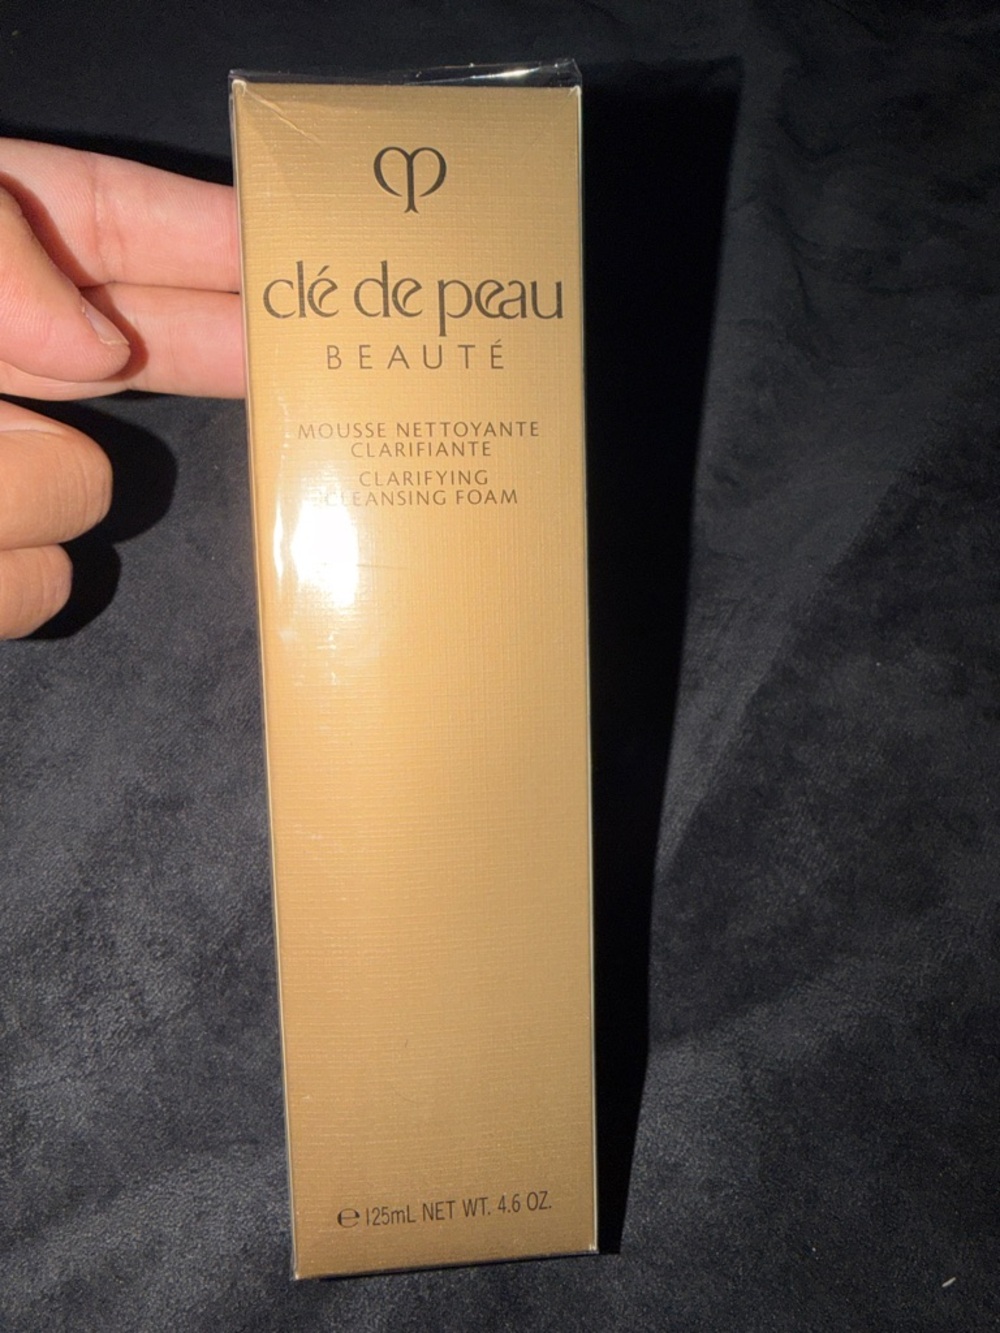 clé de peau
BEAUTÉ
MOUSSE NETTOYANTE
CLARIFIANTE
CLARIFYING
CLEANSING FOAM
℮ 125mL NET WT. 4.6 OZ.